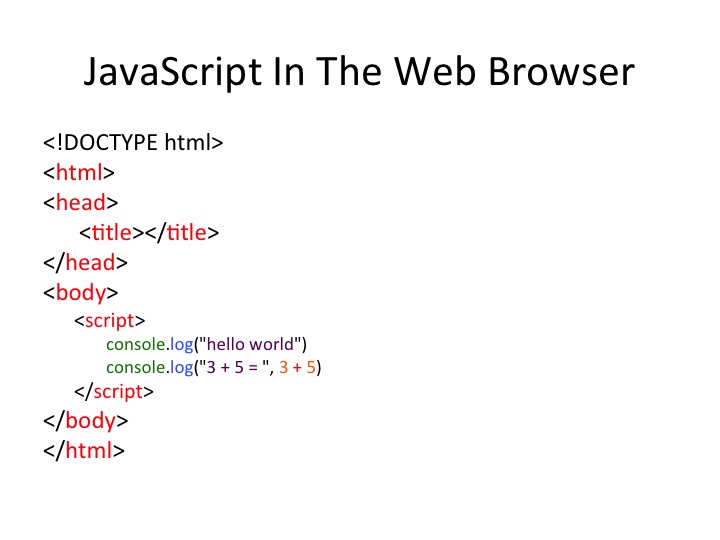 JavaScript In The Web Browser
<!DOCTYPE html>
<html>
<head>
<title></title>
</head>
<body>
<script>
console.log("hello world")
console.log("3 + 5 = ", 3 + 5)
</script>
</body>
</html>